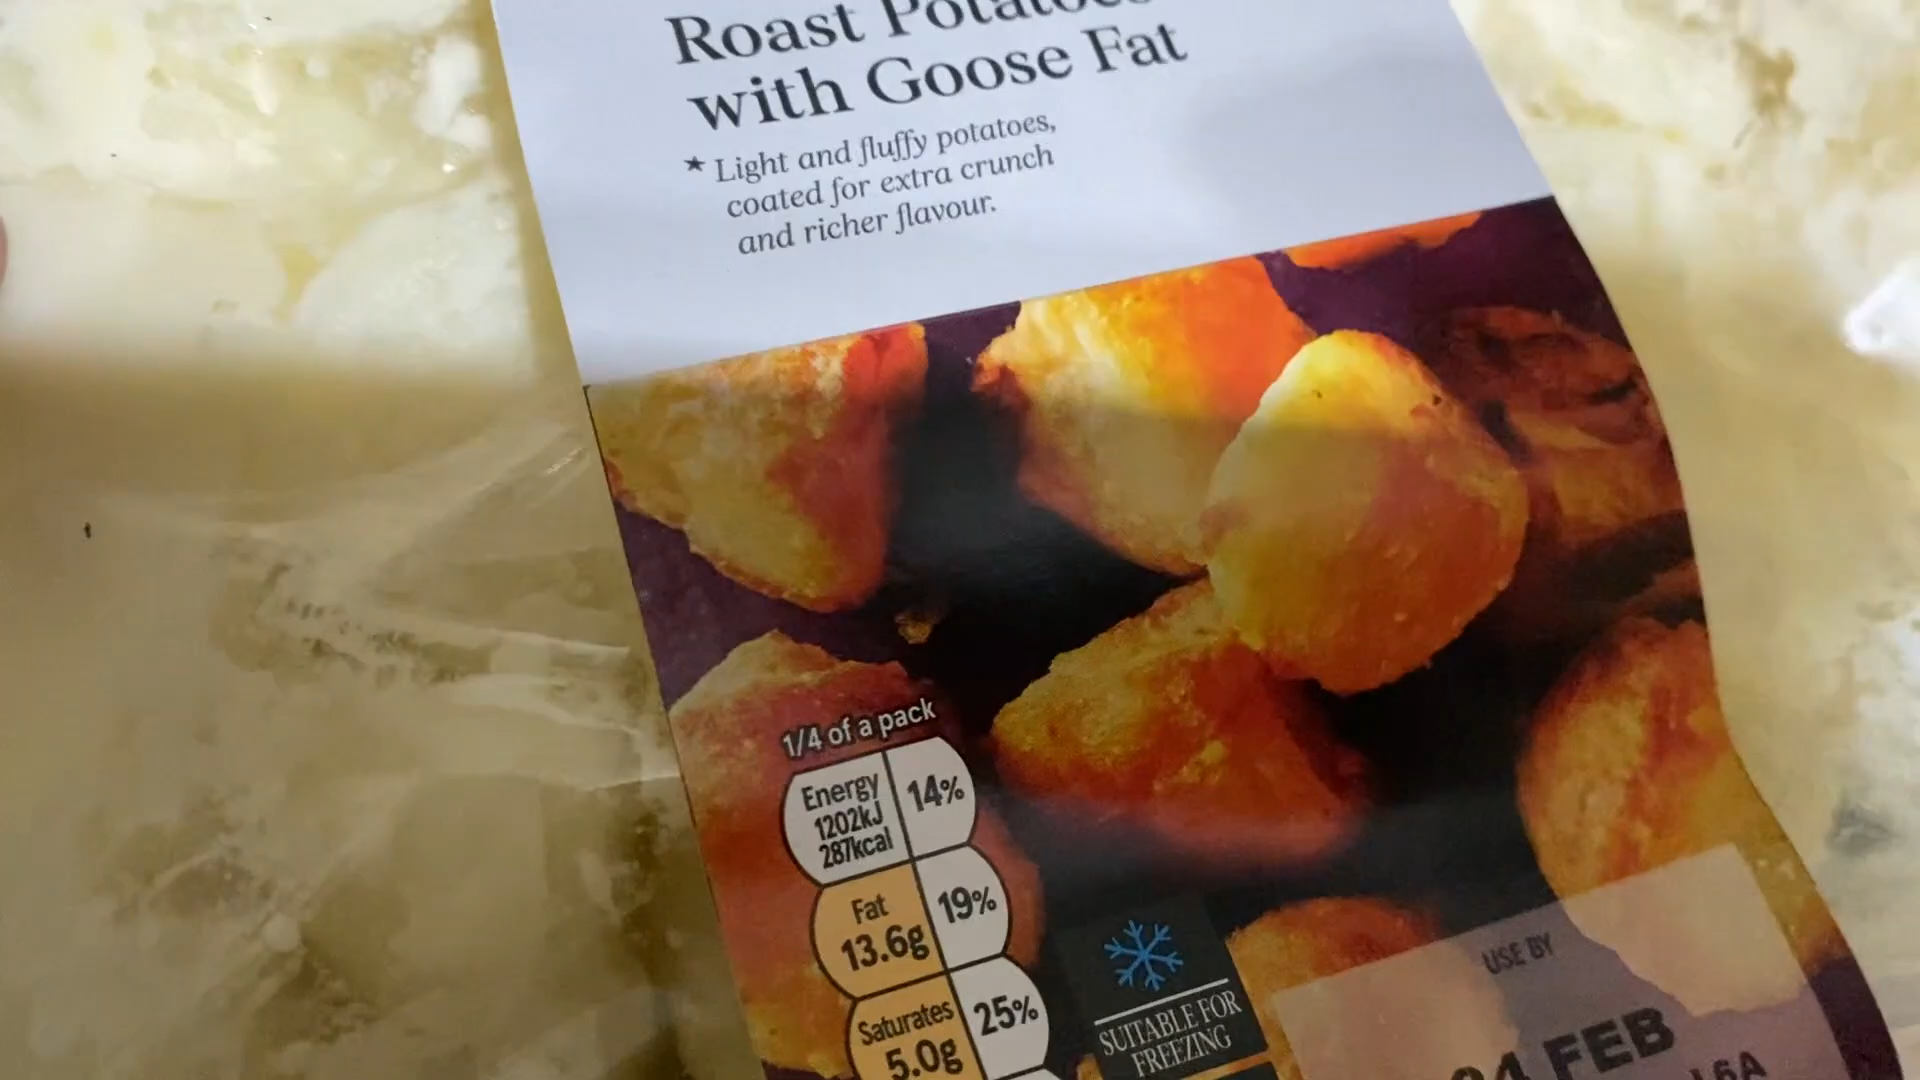 Roast Potatoes
with Goose Fat
★ Light and fluffy potatoes,
coated for extra crunch
and richer flavour.
1/4 of a pack
Energy
1202kJ
287kcal
14%
Fat
13.6g
19%
Saturates
5.0g
25%
SUITABLE FOR
FREEZING
USE BY
FEB